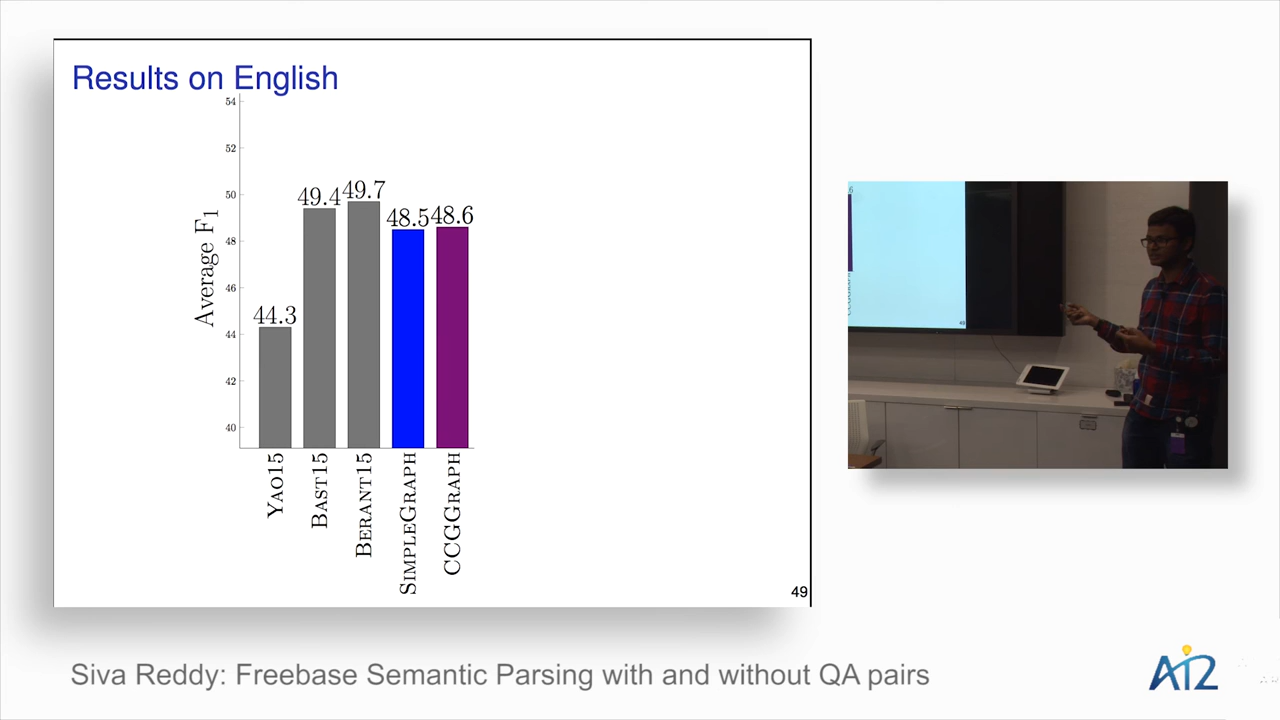 Results on English
54
52
50
48
46
44
42
40
Average F1
44.3
49.4
49.7
48.5
48.6
YAO15
BAST15
BERANT15
SIMPLEGRAPH
CCGGRAPH
49
49
Siva Reddy: Freebase Semantic Parsing with and without QA pairs
AI2